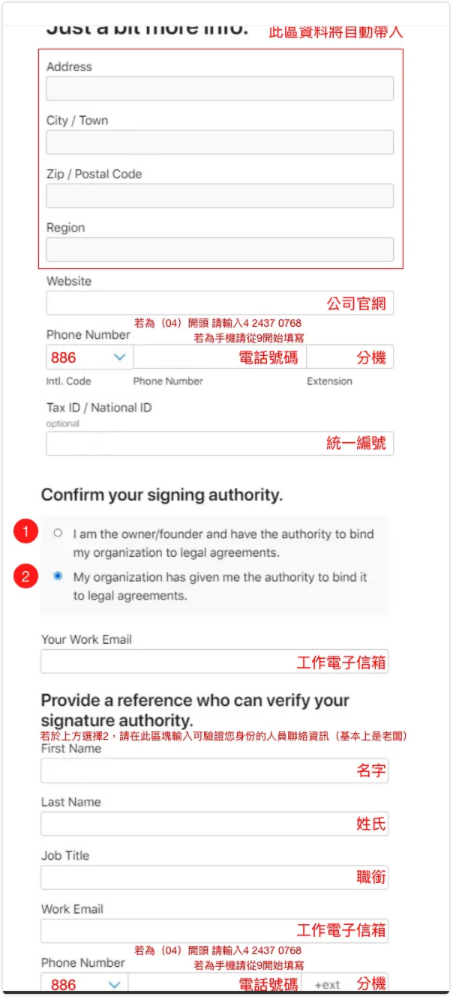 Just a bit more info. 此區資料將自動帶入
Address
City / Town
Zip / Postal Code
Region
Website
公司官網
若為（04）開頭 請輸入4 2437 0768
Phone Number 若為手機請從9開始填寫
886 電話號碼 分機
Intl. Code Phone Number Extension
Tax ID / National ID
optional
統一編號
Confirm your signing authority.
1 I am the owner/founder and have the authority to bind
my organization to legal agreements.
2 My organization has given me the authority to bind it
to legal agreements.
Your Work Email
工作電子信箱
Provide a reference who can verify your
signature authority.
若於上方選擇2，請在此區塊輸入可驗證您身份的人員聯絡資訊（基本上是老闆）
First Name
名字
Last Name
姓氏
Job Title
職銜
Work Email
工作電子信箱
若為（04）開頭 請輸入4 2437 0768
Phone Number 若為手機請從9開始填寫
886 電話號碼 +ext 分機